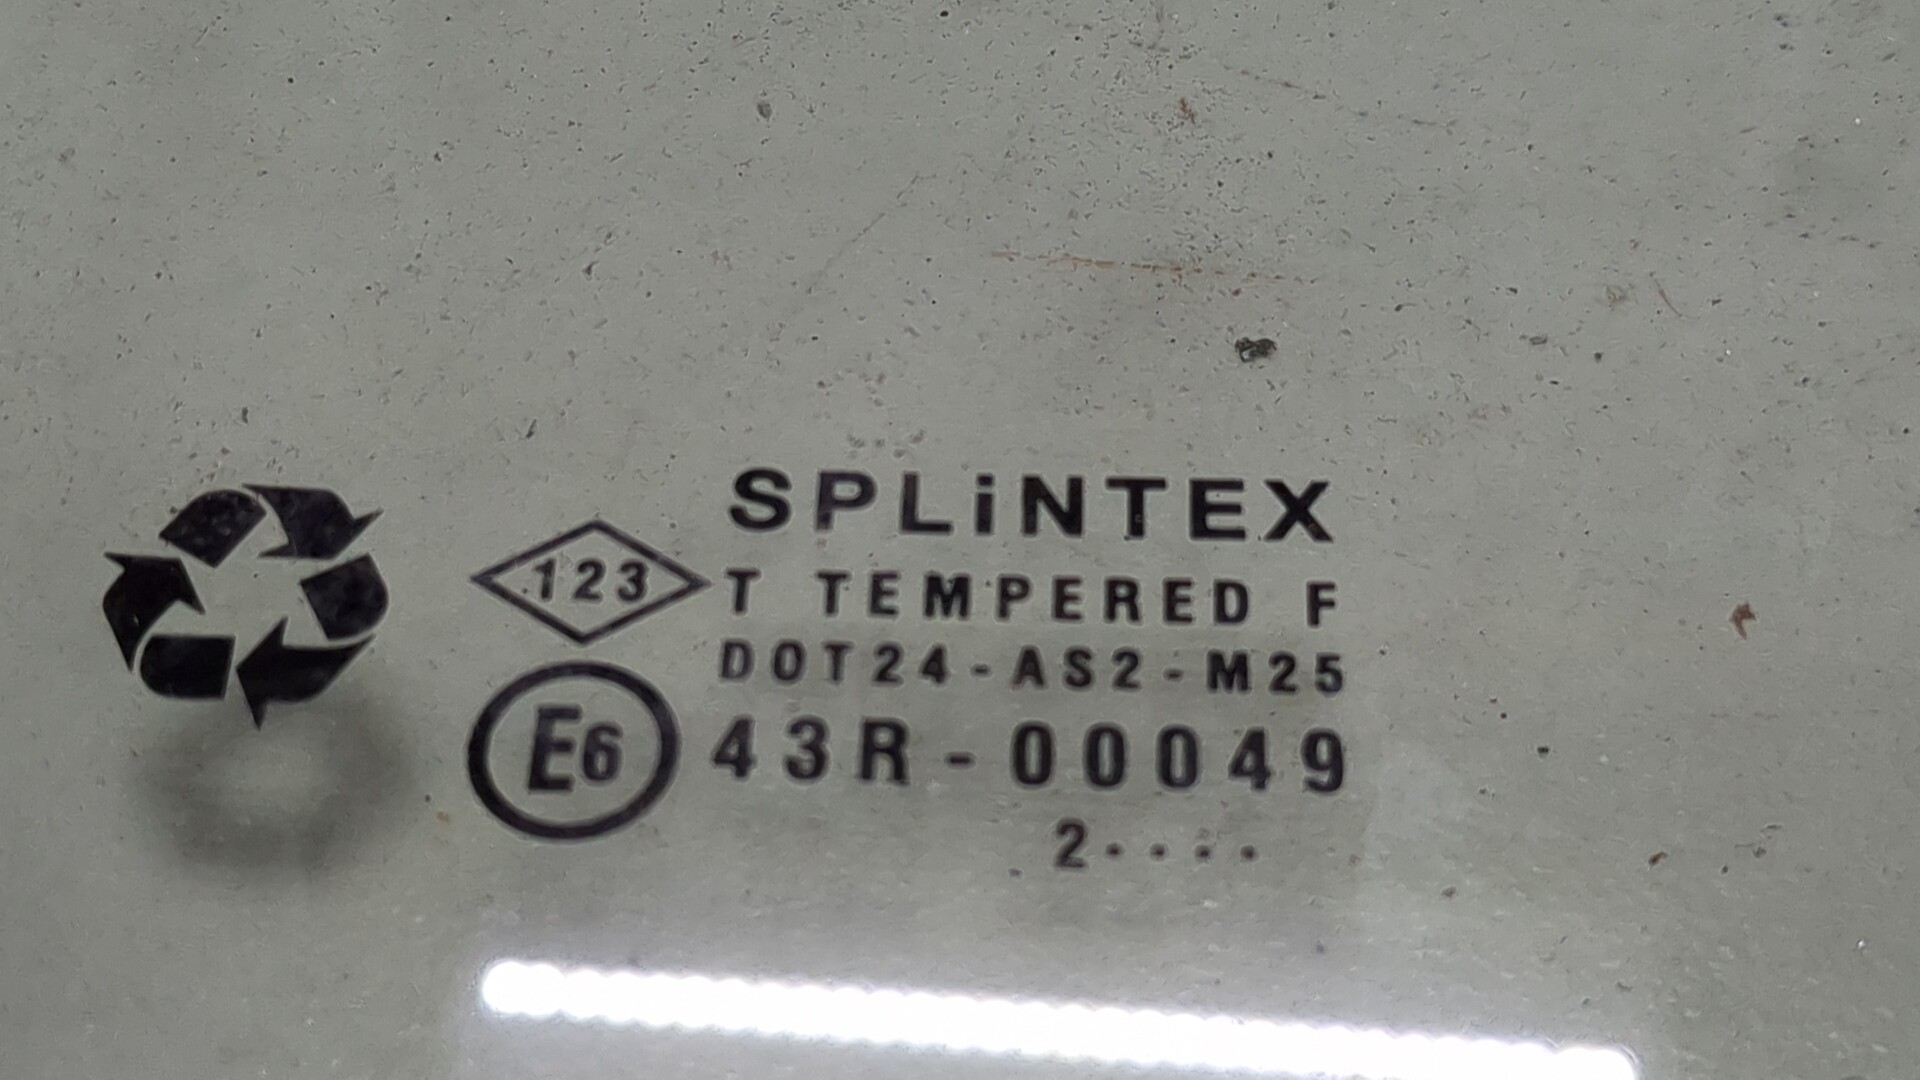 SPLiNTEX
123
T TEMPERED F
DOT24-AS2-M25
E6 43R-00049
2····